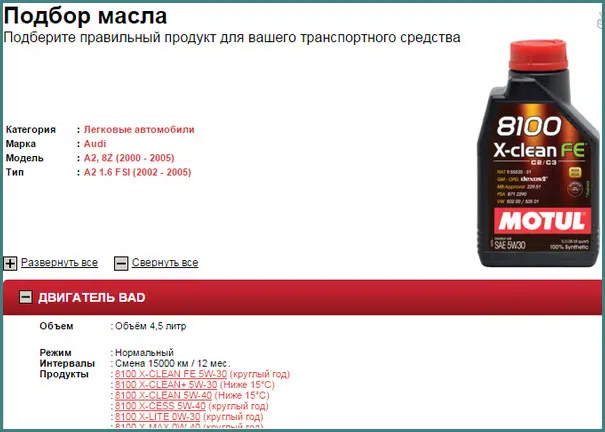 Подбор масла
Подберите правильный продукт для вашего транспортного средства
8100
X-clean FE
C2/C3
MOTUL
SAE 5W30
100% Synthetic
Категория : Легковые автомобили
Марка : Audi
Модель : A2, 8Z (2000 - 2005)
Тип : A2 1.6 FSI (2002 - 2005)
Развернуть все Свернуть все
ДВИГАТЕЛЬ BAD
Объем : Объём 4,5 литр
Режим : Нормальный
Интервалы : Смена 15000 км / 12 мес.
Продукты : 8100 X-CLEAN FE 5W-30 (круглый год)
8100 X-CLEAN+ 5W-30 (Ниже 15°C)
8100 X-CLEAN 5W-40 (Ниже 15°C)
8100 X-CESS 5W-40 (круглый год)
8100 X-LITE 0W-30 (круглый год)
8100 X-MAX 0W-40 (круглый год)